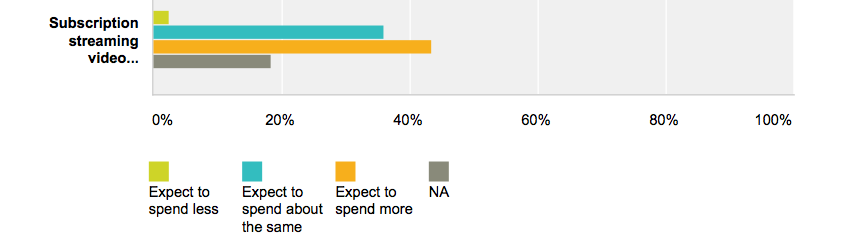 Subscription
streaming
video...
0% 20% 40% 60% 80% 100%
Expect to
spend less
Expect to
spend about
the same
Expect to
spend more
NA